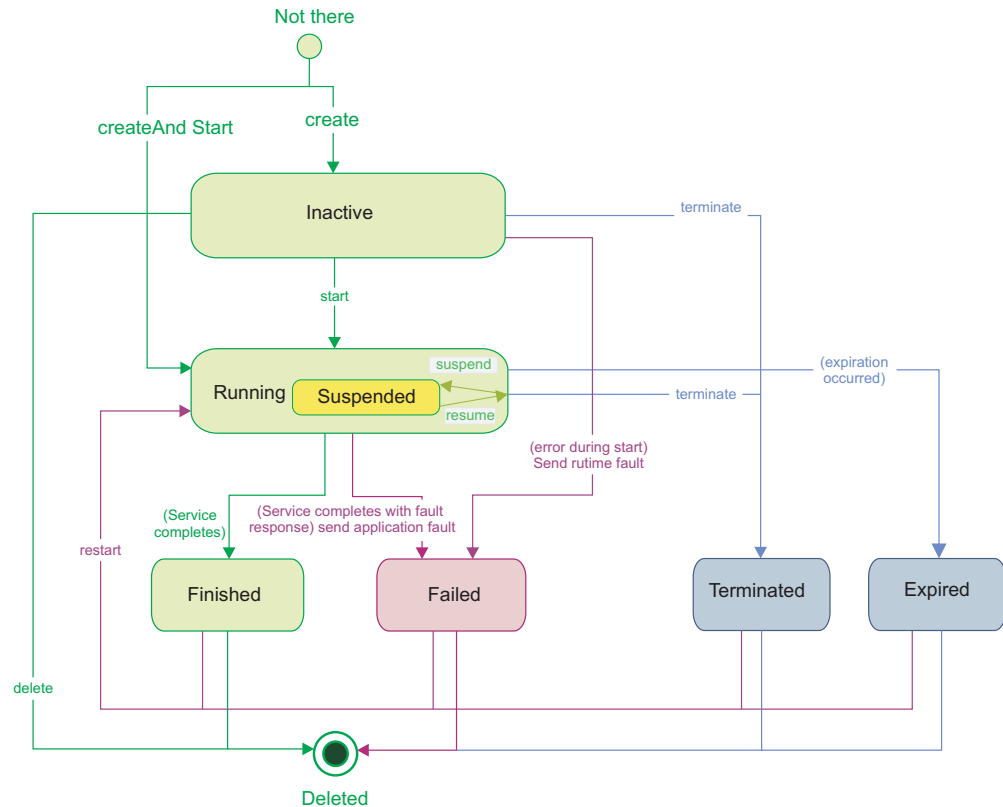 Not there
createAnd Start
create
Inactive
terminate
start
suspend
(expiration
occurred)
Running
Suspended
terminate
resume
(error during start)
Send rutime fault
(Service
completes)
(Service completes with fault
response) send application fault
restart
Finished
Failed
Terminated
Expired
delete
Deleted